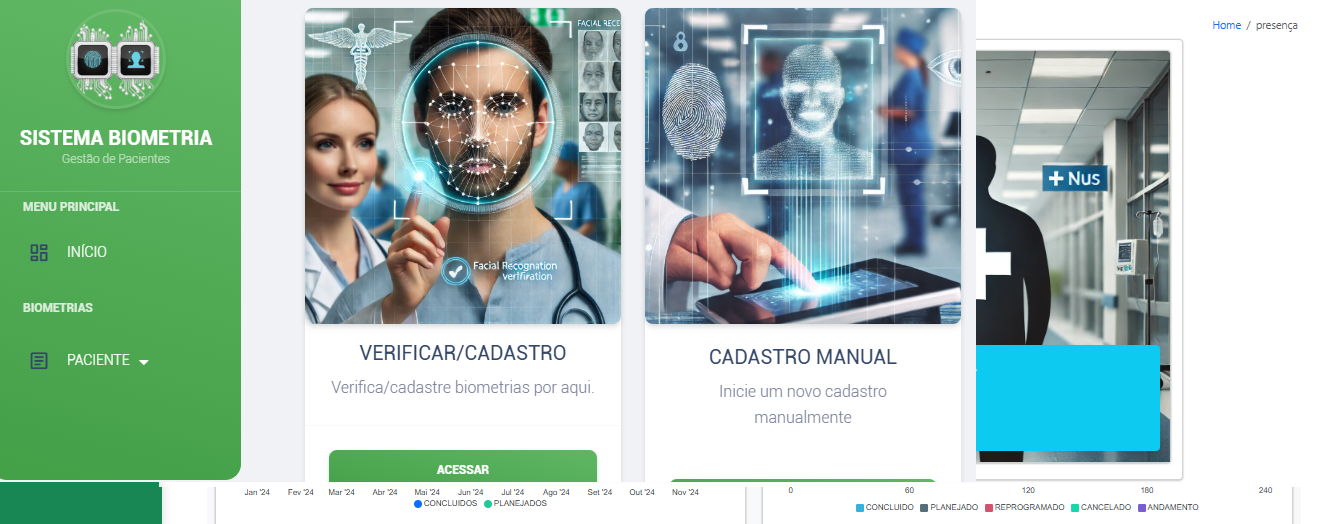 SISTEMA BIOMETRIA
Gestão de Pacientes
MENU PRINCIPAL
INÍCIO
BIOMETRIAS
PACIENTE
FACIAL RECO
Facial Recognation
verification
VERIFICAR/CADASTRO
Verifica/cadastre biometrias por aqui.
ACESSAR
CADASTRO MANUAL
Inicie um novo cadastro
manualmente
Home / presença
+ Nus
Jan '24 Fev '24 Mar '24 Abr '24 Mai '24 Jun '24 Jul '24 Ago '24 Set '24 Out '24 Nov '24
CONCLUIDOS PLANEJADOS
0 60 120 180 240
CONCLUIDO PLANEJADO REPROGRAMADO CANCELADO ANDAMENTO